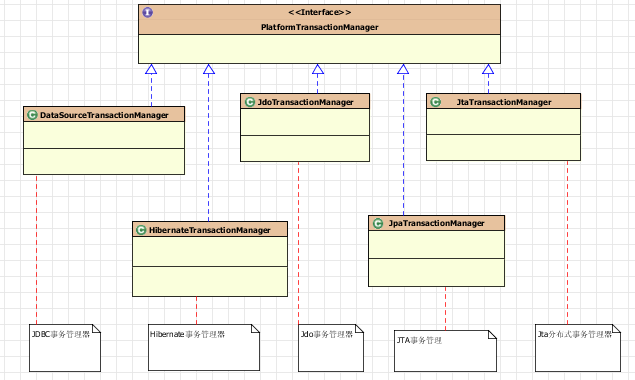 <<Interface>>
PlatformTransactionManager
DataSourceTransactionManager
JdoTransactionManager
JtaTransactionManager
HibernateTransactionManager
JpaTransactionManager
JDBC事务管理器
Hibernate事务管理器
Jdo事务管理器
JTA事务管理
Jta分布式事务管理器